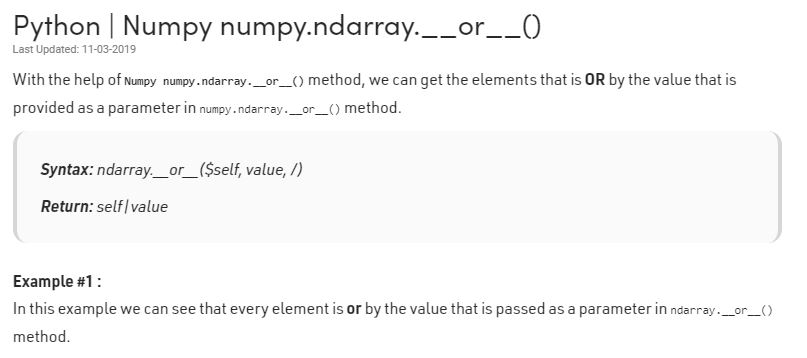 Python | Numpy numpy.ndarray.__or__()
Last Updated: 11-03-2019
With the help of Numpy numpy.ndarray.__or__() method, we can get the elements that is OR by the value that is
provided as a parameter in numpy.ndarray.__or__() method.
Syntax: ndarray.__or__($self, value, /)
Return: self|value
Example #1 :
In this example we can see that every element is or by the value that is passed as a parameter in ndarray.__or__()
method.